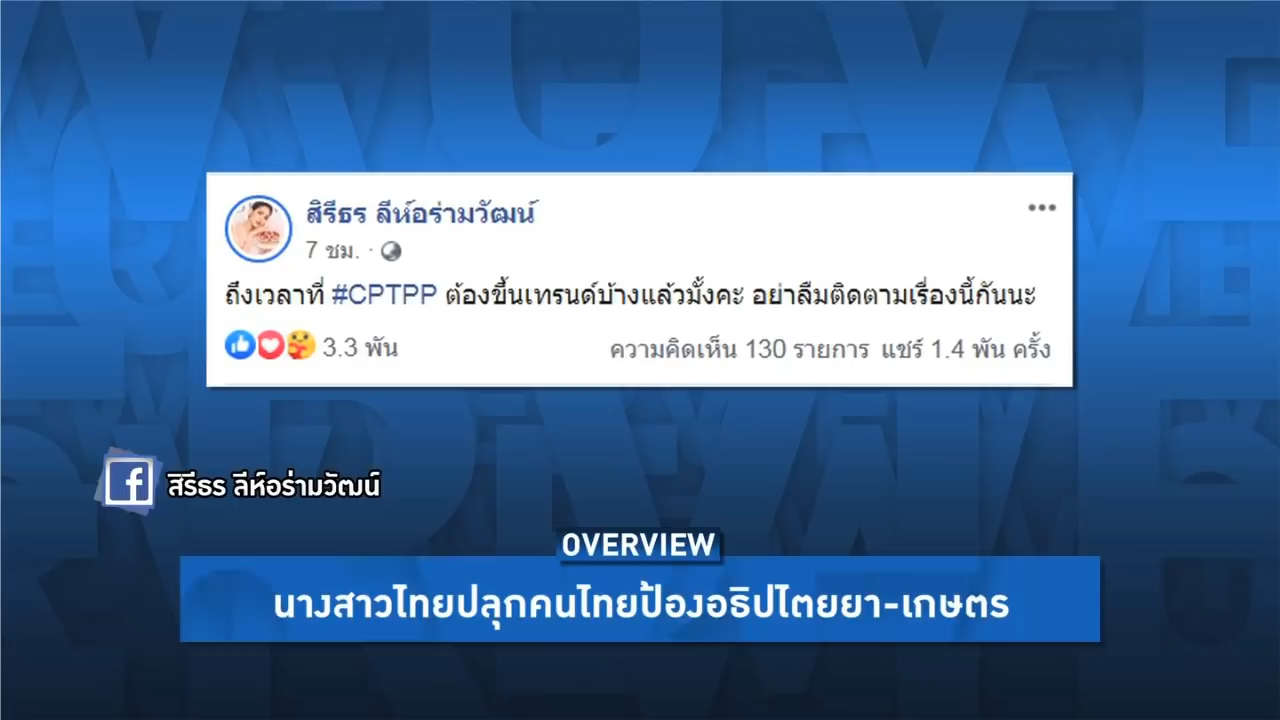 สิรีธร ลีห์อร่ามวัฒน์
7 ชม. ·
ถึงเวลาที่ #CPTPP ต้องขึ้นเทรนด์บ้างแล้วมั้งคะ อย่าลืมติดตามเรื่องนี้กันนะ
3.3 พัน ความคิดเห็น 130 รายการ แชร์ 1.4 พัน ครั้ง
สิรีธร ลีห์อร่ามวัฒน์
OVERVIEW
นางสาวไทยปลุกคนไทยป้องอธิปไตยยา-เกษตร